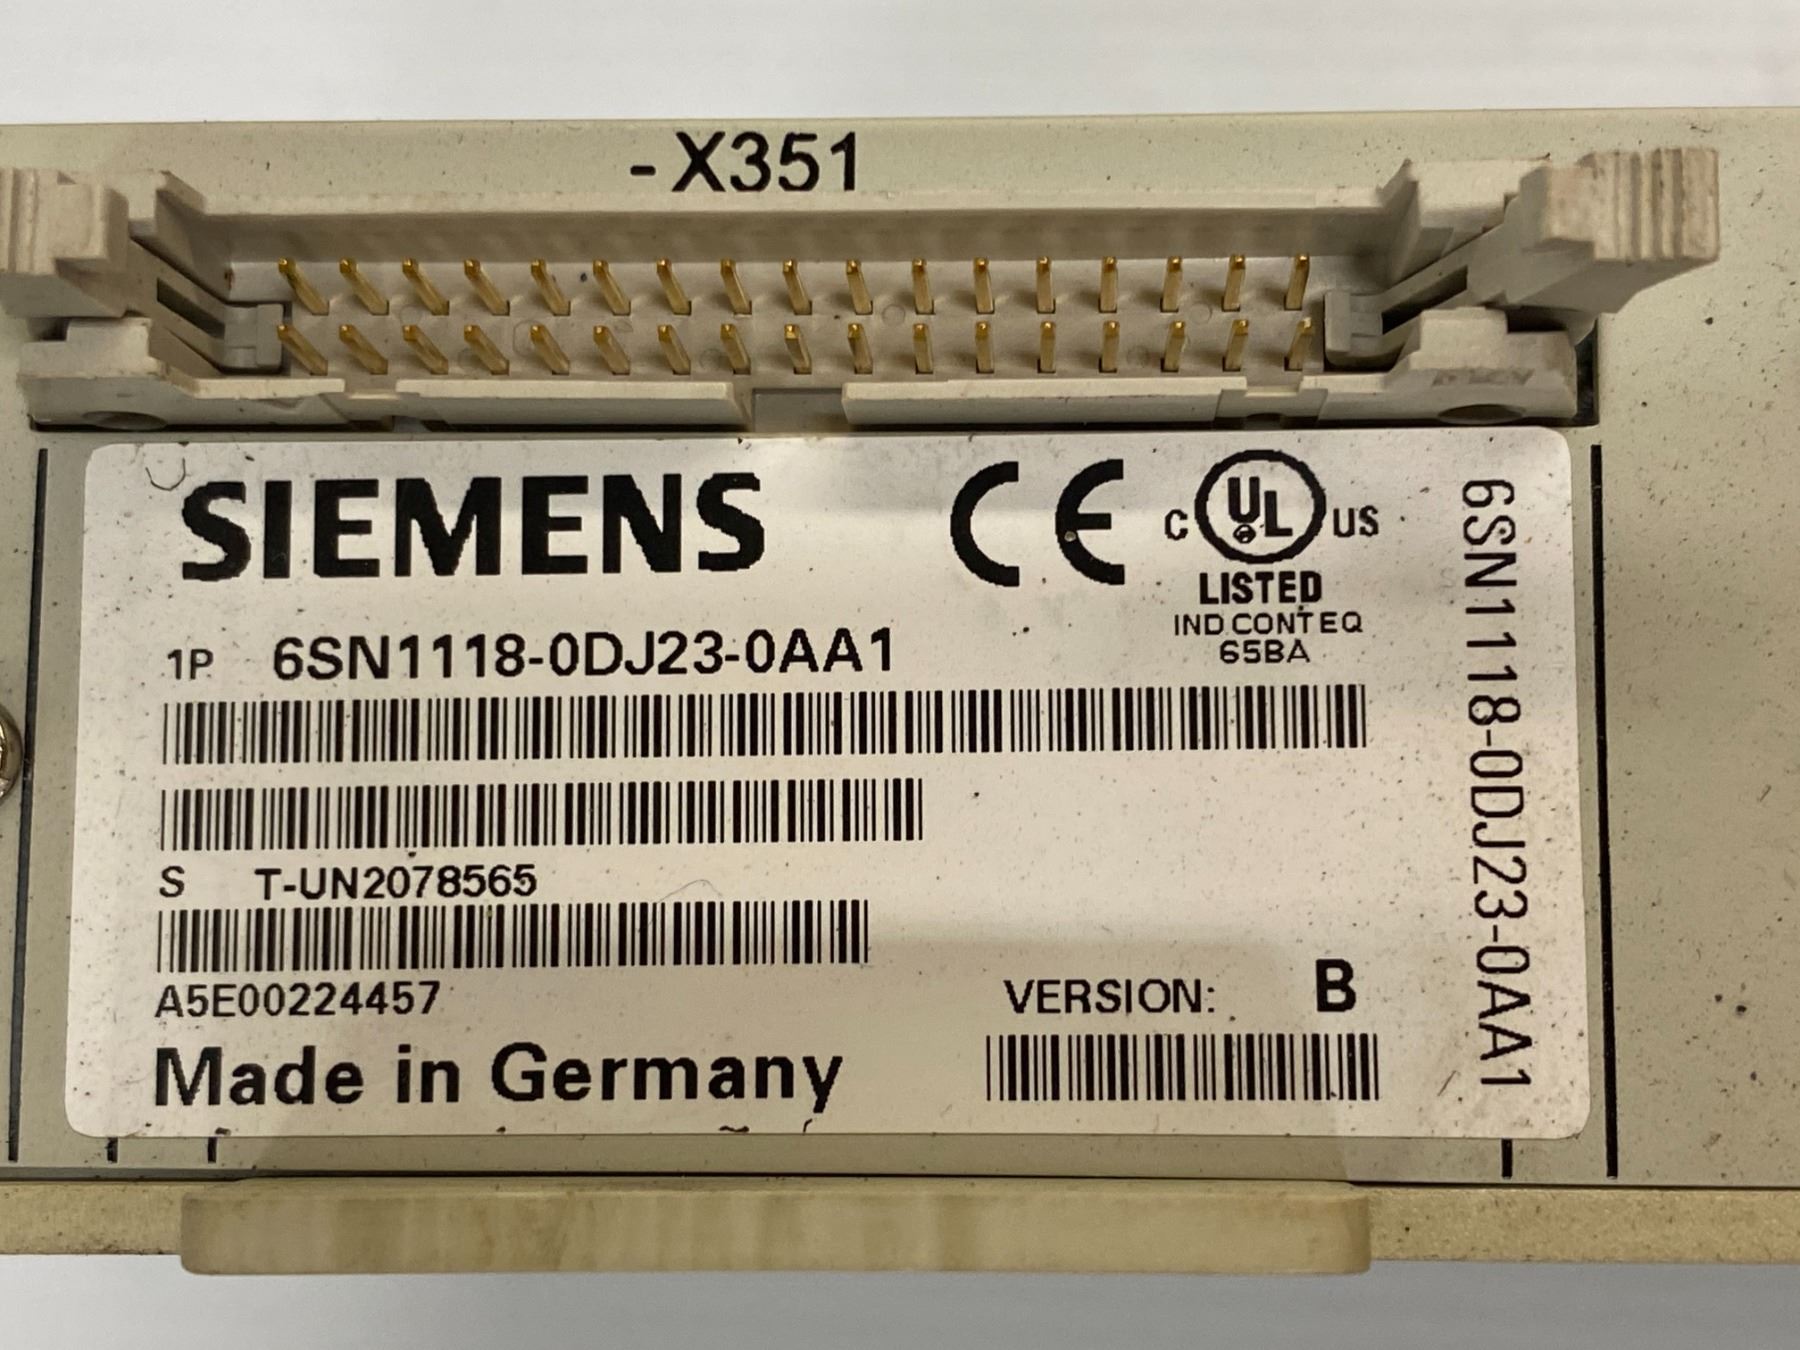 -X351
SIEMENS
CE
C UL US
LISTED
IND.CONT.EQ
65BA
1P 6SN1118-0DJ23-0AA1
S T-UN2078565
A5E00224457
VERSION: B
Made in Germany
6SN1118-0DJ23-0AA1